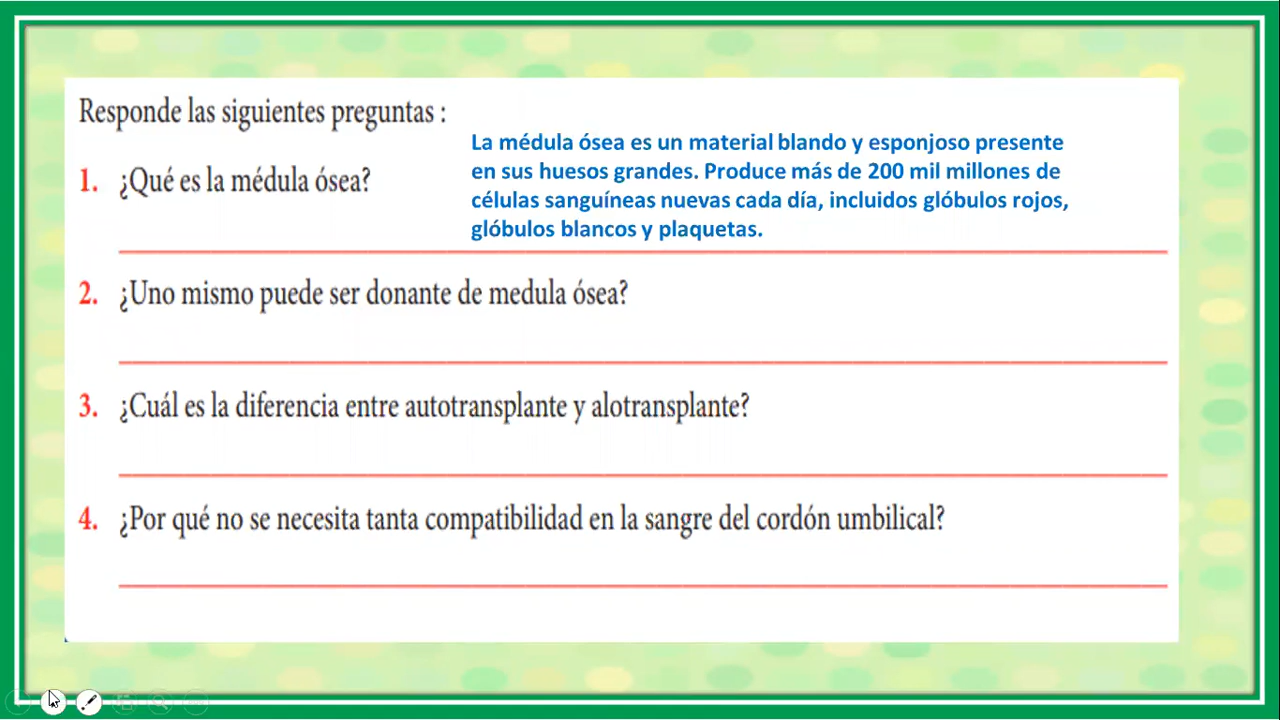 Responde las siguientes preguntas :
1. ¿Qué es la médula ósea?
La médula ósea es un material blando y esponjoso presente
en sus huesos grandes. Produce más de 200 mil millones de
células sanguíneas nuevas cada día, incluidos glóbulos rojos,
glóbulos blancos y plaquetas.
2. ¿Uno mismo puede ser donante de medula ósea?
3. ¿Cuál es la diferencia entre autotransplante y alotransplante?
4. ¿Por qué no se necesita tanta compatibilidad en la sangre del cordón umbilical?